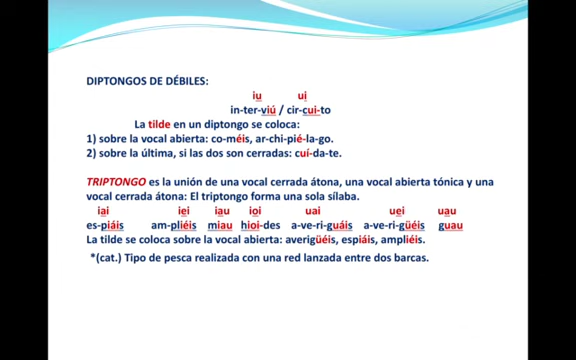 DIPTONGOS DE DÉBILES:
iu ui
in-ter-viú / cir-cui-to
La tilde en un diptongo se coloca:
1) sobre la vocal abierta: co-méis, ar-chi-pié-la-go.
2) sobre la última, si las dos son cerradas: cuí-da-te.
TRIPTONGO es la unión de una vocal cerrada átona, una vocal abierta tónica y una
vocal cerrada átona: El triptongo forma una sola sílaba.
iai iei iau ioi uai uei uau
es-piáis am-pliéis miau hioi-des a-ve-ri-guáis a-ve-ri-güéis guau
La tilde se coloca sobre la vocal abierta: averigüéis, espiáis, ampliéis.
*(cat.) Tipo de pesca realizada con una red lanzada entre dos barcas.